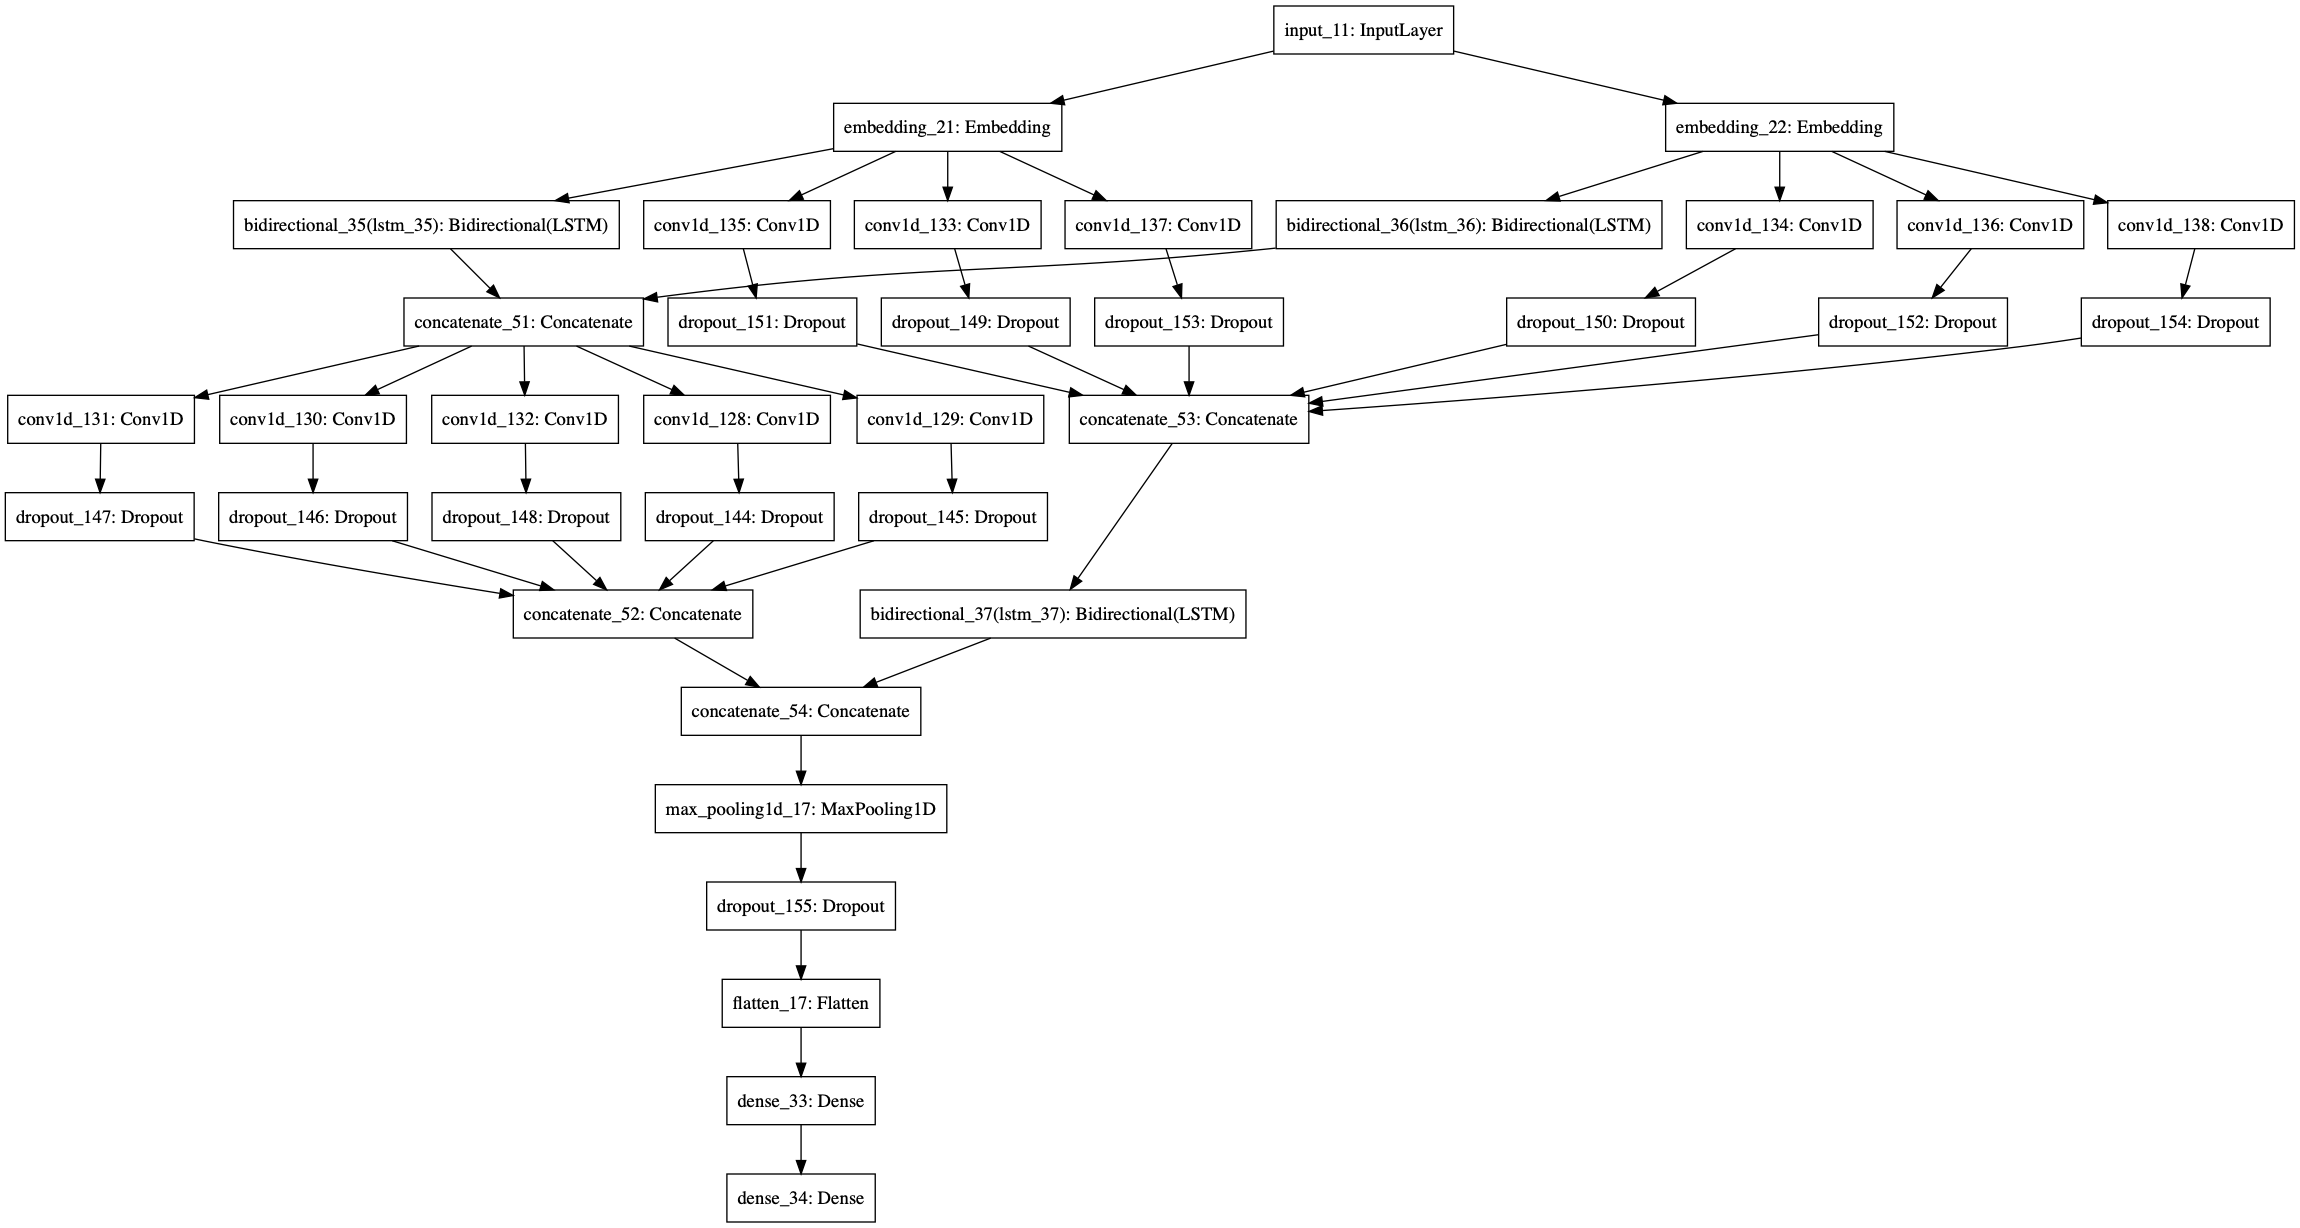 input_11: InputLayer
embedding_21: Embedding
embedding_22: Embedding
bidirectional_35(lstm_35): Bidirectional(LSTM)
conv1d_135: Conv1D
conv1d_133: Conv1D
conv1d_137: Conv1D
bidirectional_36(lstm_36): Bidirectional(LSTM)
conv1d_134: Conv1D
conv1d_136: Conv1D
conv1d_138: Conv1D
concatenate_51: Concatenate
dropout_151: Dropout
dropout_149: Dropout
dropout_153: Dropout
dropout_150: Dropout
dropout_152: Dropout
dropout_154: Dropout
conv1d_131: Conv1D
conv1d_130: Conv1D
conv1d_132: Conv1D
conv1d_128: Conv1D
conv1d_129: Conv1D
concatenate_53: Concatenate
dropout_147: Dropout
dropout_146: Dropout
dropout_148: Dropout
dropout_144: Dropout
dropout_145: Dropout
concatenate_52: Concatenate
bidirectional_37(lstm_37): Bidirectional(LSTM)
concatenate_54: Concatenate
max_pooling1d_17: MaxPooling1D
dropout_155: Dropout
flatten_17: Flatten
dense_33: Dense
dense_34: Dense